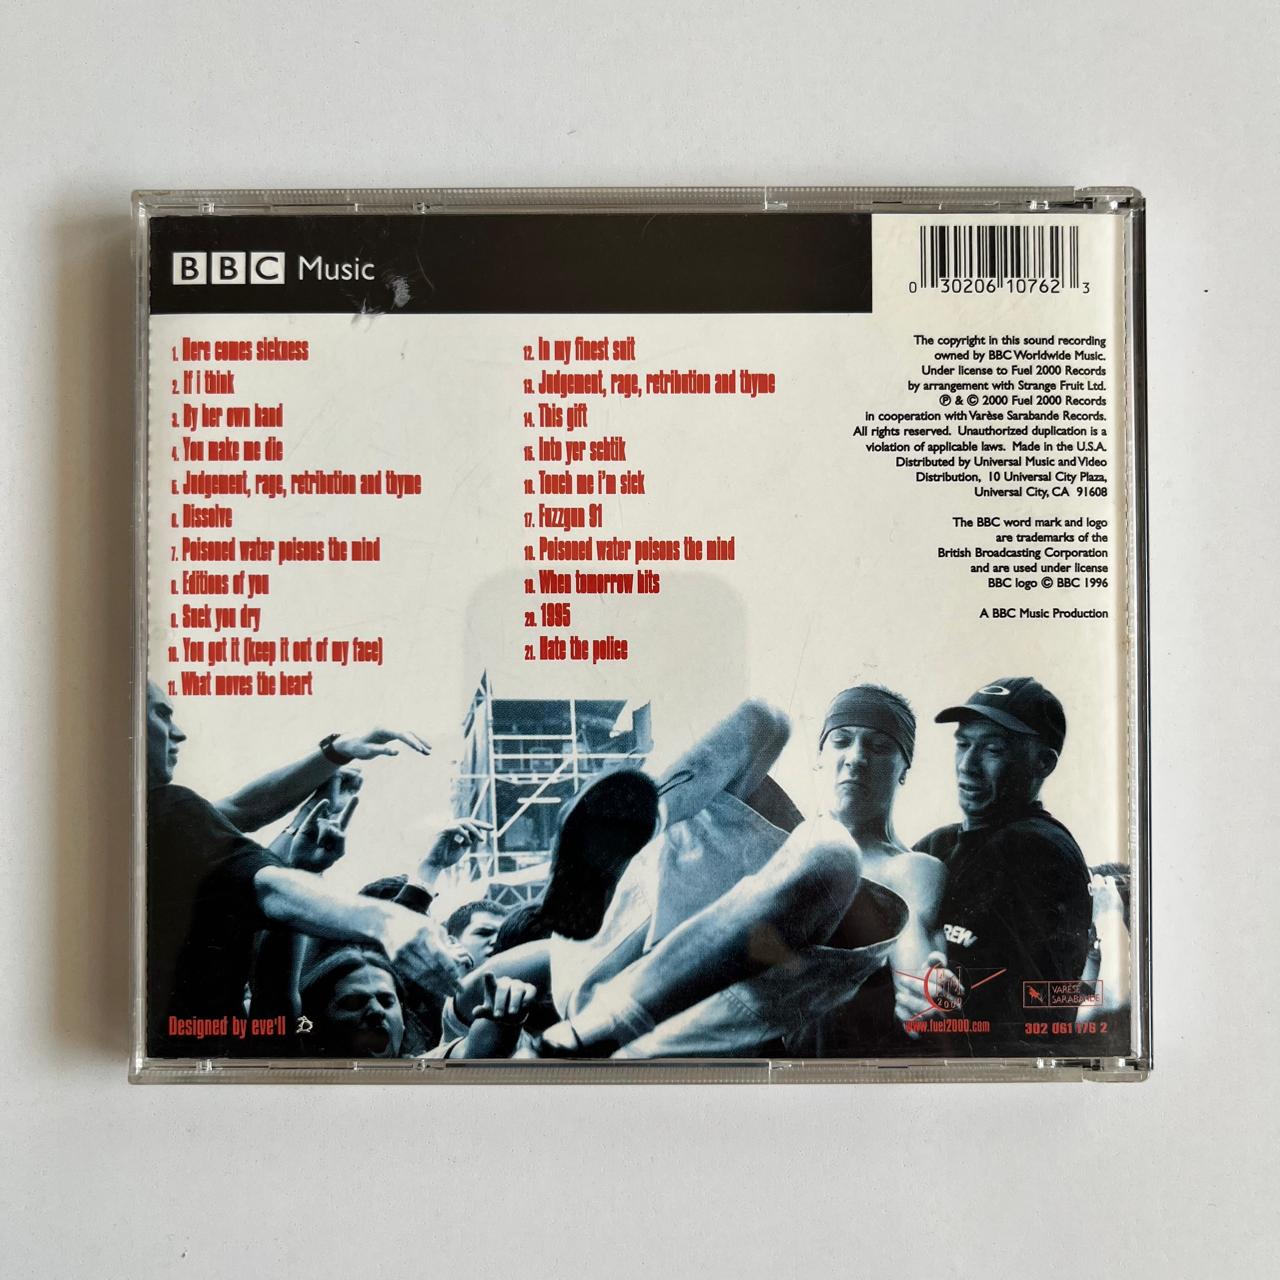 BBC Music
0 30206 10762 3
1. Here comes sickness
2. If i think
3. By her own hand
4. You make me die
5. Judgement, rage, retribution and thyme
6. Dissolve
7. Poisoned water poisons the mind
8. Editions of you
9. Suck you dry
10. You got it (keep it out of my face)
11. What moves the heart
12. In my finest suit
13. Judgement, rage, retribution and thyme
14. This gift
15. Into yer schtik
16. Touch me i'm sick
17. Fuzzgun 91
18. Poisoned water poisons the mind
19. When tomorrow hits
20. 1995
21. Hate the police
The copyright in this sound recording
owned by BBC Worldwide Music.
Under license to Fuel 2000 Records
by arrangement with Strange Fruit Ltd.
℗ & © 2000 Fuel 2000 Records
in cooperation with Varèse Sarabande Records.
All rights reserved. Unauthorized duplication is a
violation of applicable laws. Made in the U.S.A.
Distributed by Universal Music and Video
Distribution, 10 Universal City Plaza,
Universal City, CA 91608
The BBC word mark and logo
are trademarks of the
British Broadcasting Corporation
and are used under license
BBC logo © BBC 1996
A BBC Music Production
REW
Designed by eve'll
2000
www.fuel2000.com
VARÈSE
SARABANDE
302 061 176 2